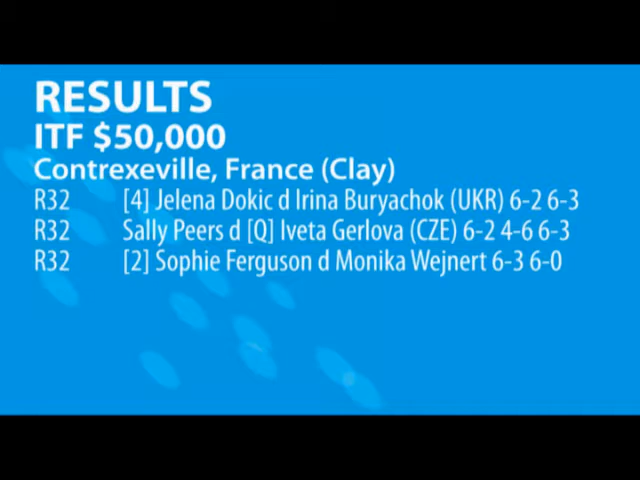 RESULTS
ITF $50,000
Contrexeville, France (Clay)
R32 [4] Jelena Dokic d Irina Buryachok (UKR) 6-2 6-3
R32 Sally Peers d [Q] Iveta Gerlova (CZE) 6-2 4-6 6-3
R32 [2] Sophie Ferguson d Monika Wejnert 6-3 6-0